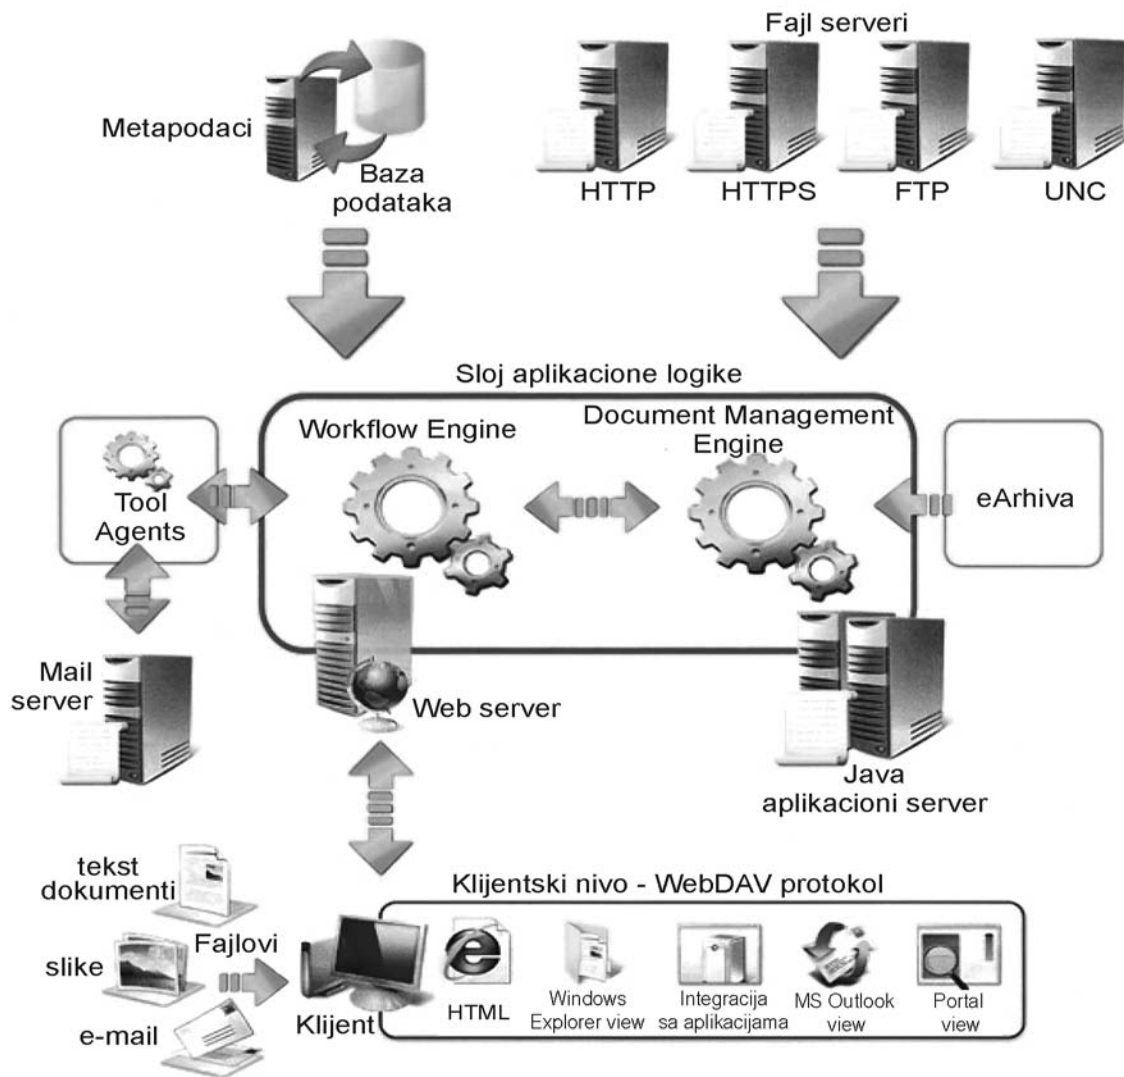 Fajl serveri
Metapodaci
Baza
podataka
HTTP
HTTPS
FTP
UNC
Sloj aplikacione logike
Workflow Engine
Document Management
Engine
Tool
Agents
eArhiva
Mail
server
Web server
Java
aplikacioni server
tekst
dokumenti
Fajlovi
slike
e-mail
Klijent
Klijentski nivo - WebDAV protokol
HTML
Windows
Explorer view
Integracija
sa aplikacijama
MS Outlook
view
Portal
view